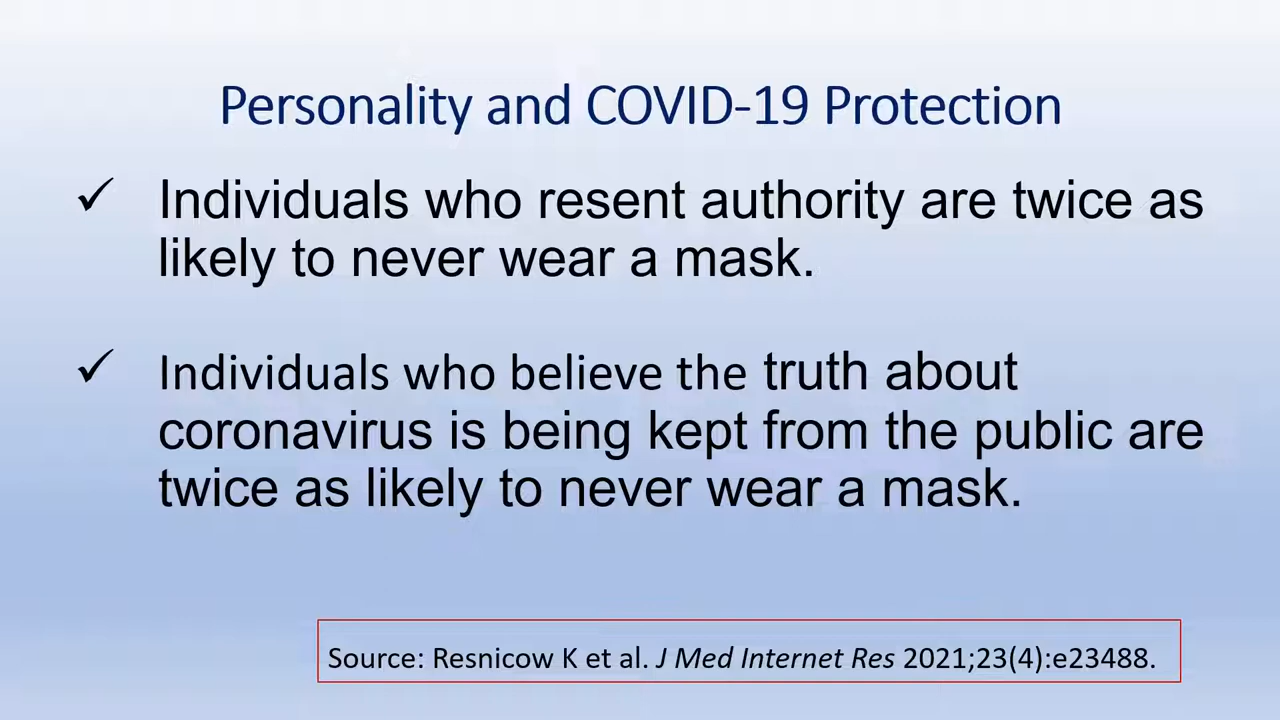 Personality and COVID-19 Protection
✓ Individuals who resent authority are twice as
likely to never wear a mask.
✓ Individuals who believe the truth about
coronavirus is being kept from the public are
twice as likely to never wear a mask.
Source: Resnicow K et al. J Med Internet Res 2021;23(4):e23488.